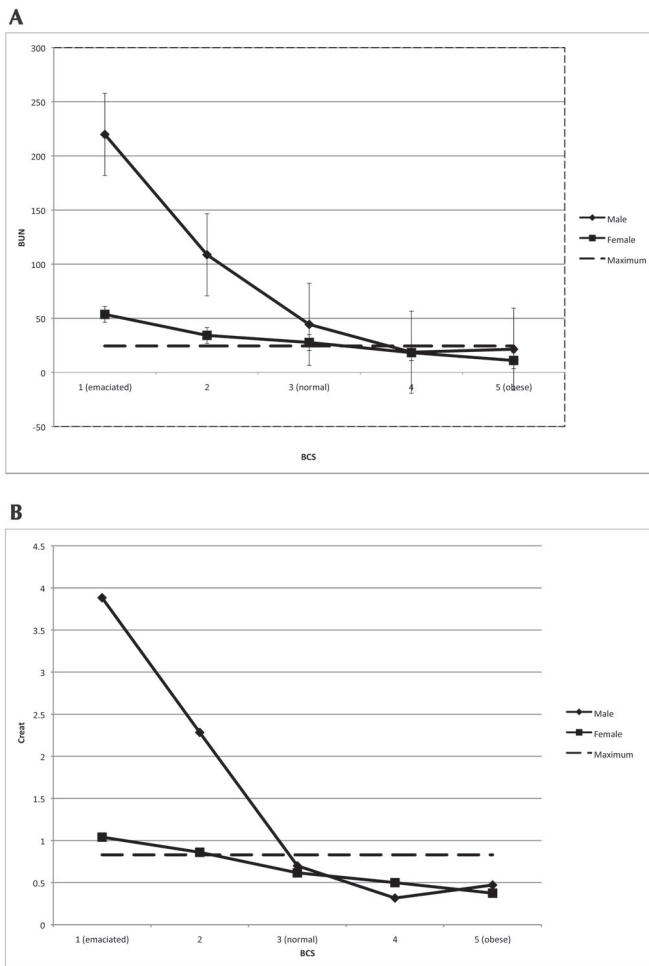 A
300
250
200
150
100
50
0
-50
BUN
1 (emaciated) 2 3 (normal) 4 5 (obese)
BCS
Male
Female
Maximum
B
4.5
4
3.5
3
2.5
2
1.5
1
0.5
0
Creat
1 (emaciated) 2 3 (normal) 4 5 (obese)
BCS
Male
Female
Maximum